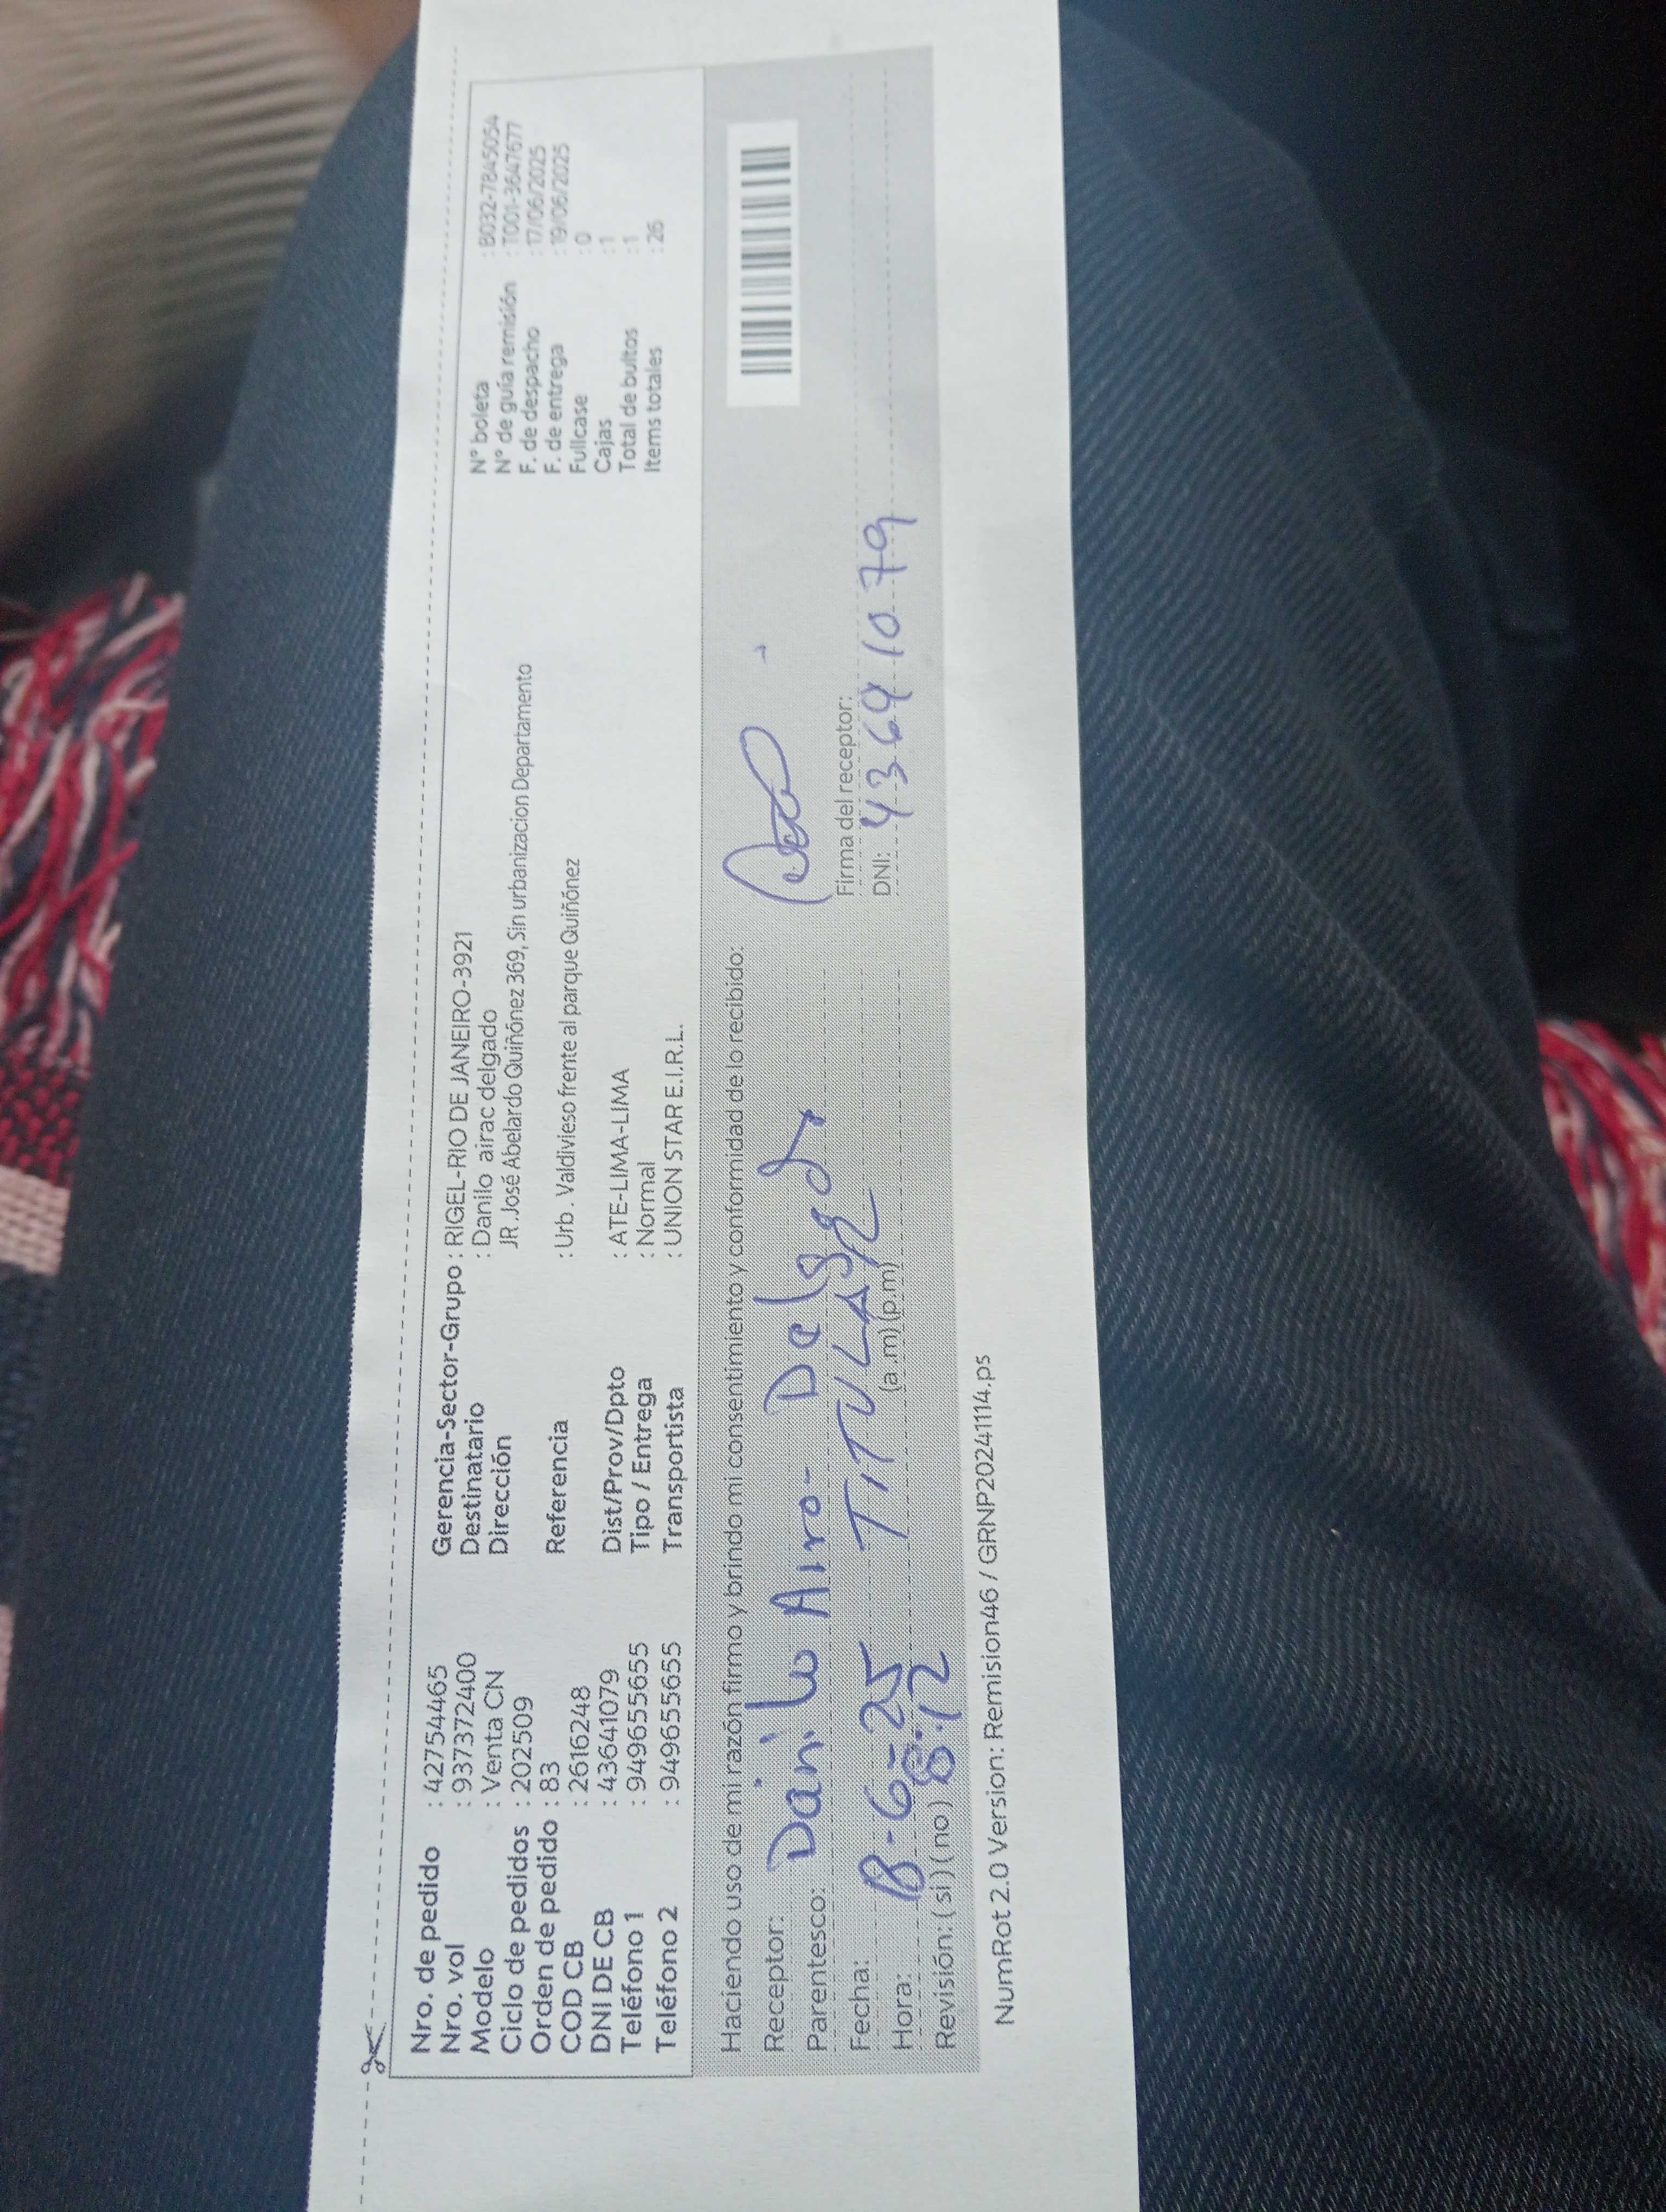 Nro. de pedido : 42754465
Nro. vol : 937372400
Modelo : Venta CN
Ciclo de pedidos : 202509
Orden de pedido : 83
COD CB : 2616248
DNI DE CB : 43641079
Teléfono 1 : 949655655
Teléfono 2 : 949655655
Gerencia-Sector-Grupo : RIGEL-RIO DE JANEIRO-3921
Destinatario : Danilo airac delgado
Dirección JR.José Abelardo Quiñónez 369, Sin urbanizacion Departamento
Referencia : Urb. Valdivieso frente al parque Quiñónez
Dist/Prov/Dpto : ATE-LIMA-LIMA
Tipo / Entrega : Normal
Transportista : UNION STAR E.I.R.L.
N° boleta : B032-7845054
N° de guía remisión : T001-3647677
F. de despacho : 17/06/2025
F. de entrega : 19/06/2025
Fullcase : 0
Cajas : 1
Total de bultos : 1
Items totales : 26
Haciendo uso de mi razón firmo y brindo mi consentimiento y conformidad de lo recibido:
Receptor: Danilo Delgado
Parentesco: TITULAR
Fecha: 18-6-25
Hora: 8:12 (a.m)(p.m)
Revisión: (si)(no)
Firma del receptor:
DNI: 43641079
NumRot 2.0 Version: Remision46 / GRNP20241114.ps